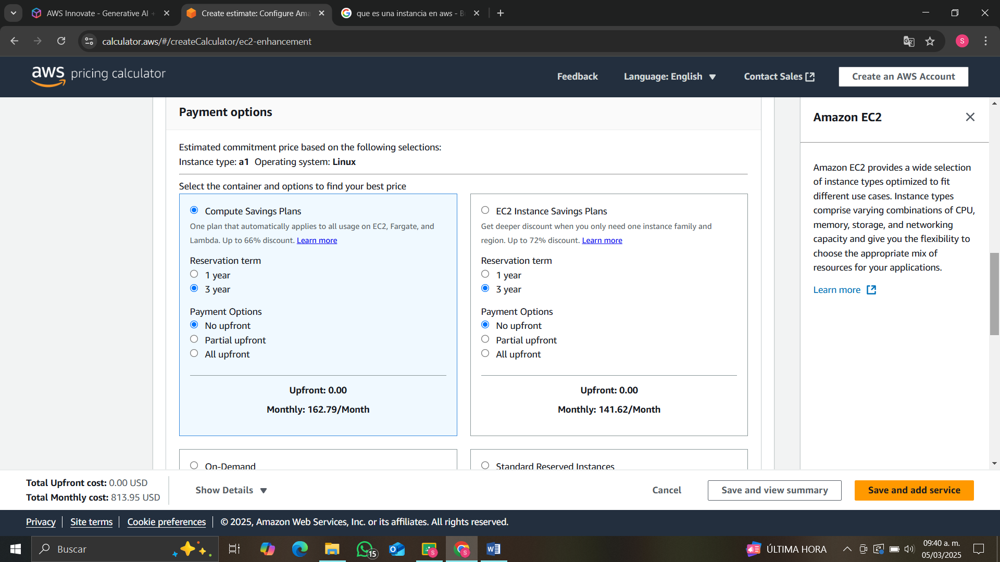 AWS Innovate - Generative AI +
Create estimate: Configure Ama
que es una instancia en aws - B
calculator.aws/#/createCalculator/ec2-enhancement
S
aws pricing calculator
Feedback
Language: English
Contact Sales
Create an AWS Account
Payment options
Estimated commitment price based on the following selections:
Instance type: a1 Operating system: Linux
Select the container and options to find your best price
Compute Savings Plans
One plan that automatically applies to all usage on EC2, Fargate, and
Lambda. Up to 66% discount. Learn more
Reservation term
1 year
3 year
Payment Options
No upfront
Partial upfront
All upfront
Upfront: 0.00
Monthly: 162.79/Month
EC2 Instance Savings Plans
Get deeper discount when you only need one instance family and
region. Up to 72% discount. Learn more
Reservation term
1 year
3 year
Payment Options
No upfront
Partial upfront
All upfront
Upfront: 0.00
Monthly: 141.62/Month
On-Demand
Standard Reserved Instances
Amazon EC2
Amazon EC2 provides a wide selection
of instance types optimized to fit
different use cases. Instance types
comprise varying combinations of CPU,
memory, storage, and networking
capacity and give you the flexibility to
choose the appropriate mix of
resources for your applications.
Learn more
Total Upfront cost: 0.00 USD
Total Monthly cost: 813.95 USD
Show Details
Cancel
Save and view summary
Save and add service
Privacy
Site terms
Cookie preferences
© 2025, Amazon Web Services, Inc. or its affiliates. All rights reserved.
Buscar
15
S
S
ÚLTIMA HORA
09:40 a. m.
05/03/2025